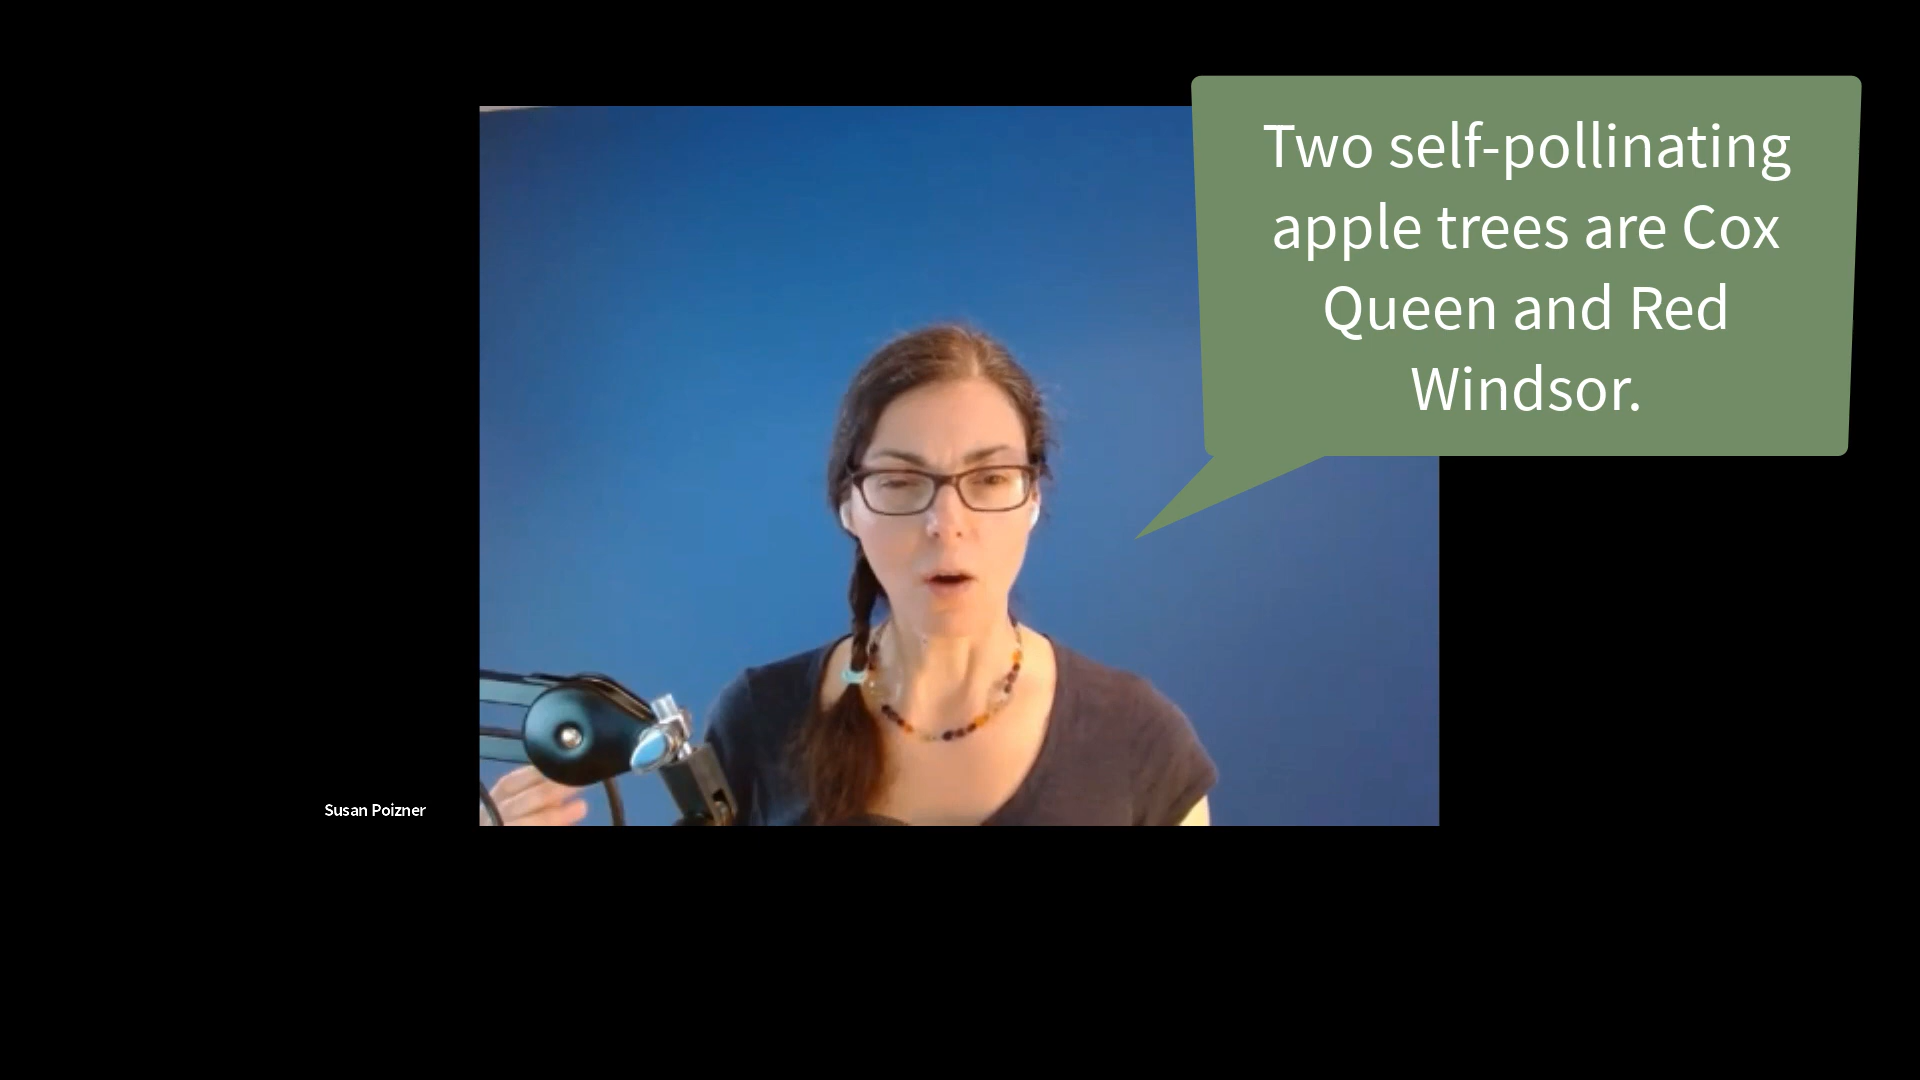 Two self-pollinating
apple trees are Cox
Queen and Red
Windsor.
Susan Poizner